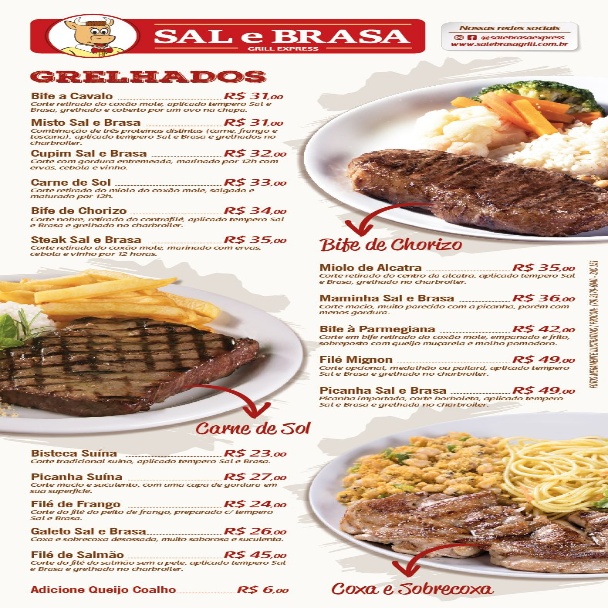 SAL e BRASA
GRILL EXPRESS
Nossas redes sociais
@salebrasaexpress
www.salebrasagrill.com.br
GRELHADOS
Bife a Cavalo R$ 31,00
Corte retirado do coxão mole, aplicado tempero Sal e
Brasa, grelhado e coberto por um ovo na chapa.
Misto Sal e Brasa R$ 31,00
Combinação de três proteínas distintas (carne, frango e
toscana), aplicado tempero Sal e Brasa e grelhados no
charbroiler.
Cupim Sal e Brasa R$ 32,00
Corte com gordura entremeada, marinado por 12h com
ervas, cebola e vinho.
Carne de Sol R$ 33,00
Corte retirado do miolo do coxão mole, salgado e
maturado por 12h.
Bife de Chorizo R$ 34,00
Corte nobre, retirado do contrafilé, aplicado tempero Sal
e Brasa e grelhado no charbroiler.
Steak Sal e Brasa R$ 35,00
Corte retirado do coxão mole, marinado com ervas,
cebola e vinho por 12 horas.
Bife de Chorizo
Miolo de Alcatra R$ 35,00
Corte retirado do centro da alcatra, aplicado tempero Sal
e Brasa, grelhado no charbroiler.
Maminha Sal e Brasa R$ 36,00
Corte macio, muito parecido com a picanha, porém com
menos gordura.
Bife à Parmegiana R$ 42,00
Corte em bife retirado do coxão mole, empanado e frito,
sobreposto com queijo muçarela e molho pomodoro.
Filé Mignon R$ 49,00
Corte opcional, medalhão ou paillard, aplicado tempero
Sal e Brasa e grelhado no charbroiler.
Picanha Sal e Brasa R$ 49,00
Picanha importada, corte borboleta, aplicado tempero
Sal e Brasa e grelhado no charbroiler.
Carne de Sol
Bisteca Suína R$ 23,00
Corte tradicional suíno, aplicado tempero Sal e Brasa.
Picanha Suína R$ 27,00
Corte macio e suculento, com uma capa de gordura em
sua superfície.
Filé de Frango R$ 24,00
Corte do filé do peito de frango, preparado c/ tempero
Sal e Brasa.
Galeto Sal e Brasa R$ 26,00
Coxa e sobrecoxa desossada, muito saborosa e suculenta.
Filé de Salmão R$ 45,00
Corte do filé do salmão sem a pele, aplicado tempero Sal
e Brasa e grelhado no charbroiler.
Adicione Queijo Coalho R$ 6,00
Coxa e Sobrecoxa